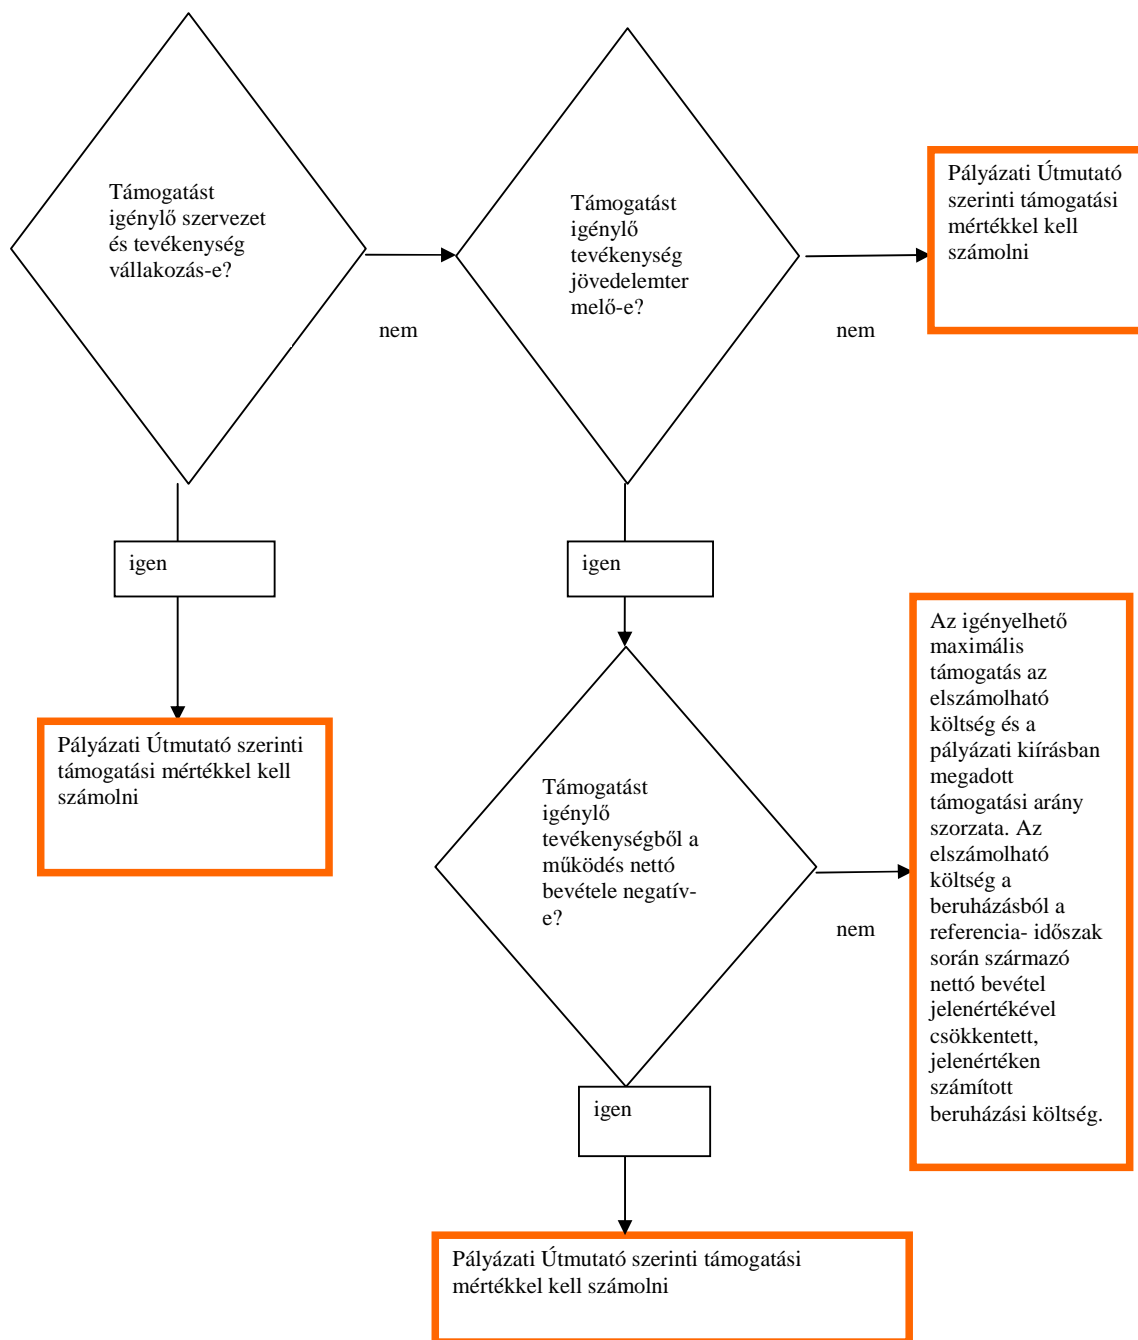 Támogatást
igénylő szervezet
és tevékenység
vállakozás-e?
nem
Támogatást
igénylő
tevékenység
jövedelemter
melő-e?
nem
Pályázati Útmutató
szerinti támogatási
mértékkel kell
számolni
igen
igen
Pályázati Útmutató szerinti
támogatási mértékkel kell
számolni
Támogatást
igénylő
tevékenységből a
működés nettó
bevétele negatív-
e?
nem
Az igényelhető
maximális
támogatás az
elszámolható
költség és a
pályázati kiírásban
megadott
támogatási arány
szorzata. Az
elszámolható
költség a
beruházásból a
referencia- időszak
során származó
nettó bevétel
jelenértékével
csökkentett,
jelenértéken
számított
beruházási költség.
igen
Pályázati Útmutató szerinti támogatási
mértékkel kell számolni